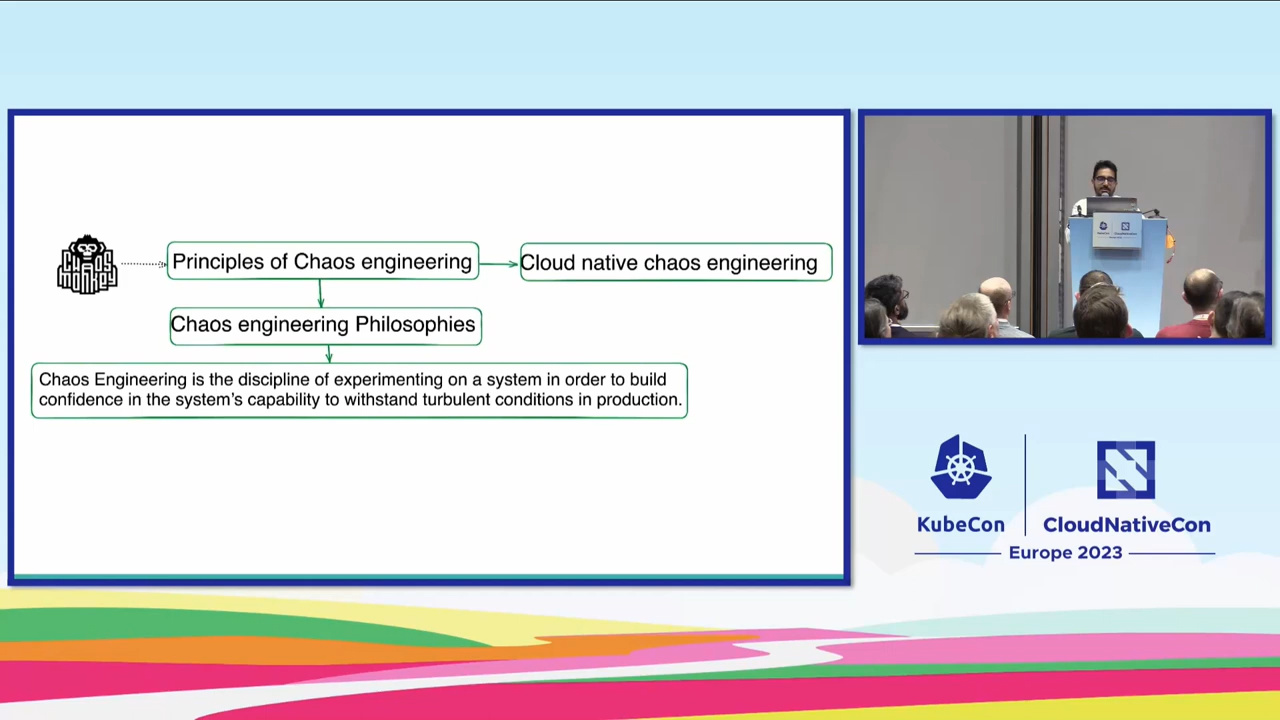 CHAOS
MONKEY
Principles of Chaos engineering
Cloud native chaos engineering
Chaos engineering Philosophies
Chaos Engineering is the discipline of experimenting on a system in order to build
confidence in the system's capability to withstand turbulent conditions in production.
KubeCon
CloudNativeCon
Europe 2023